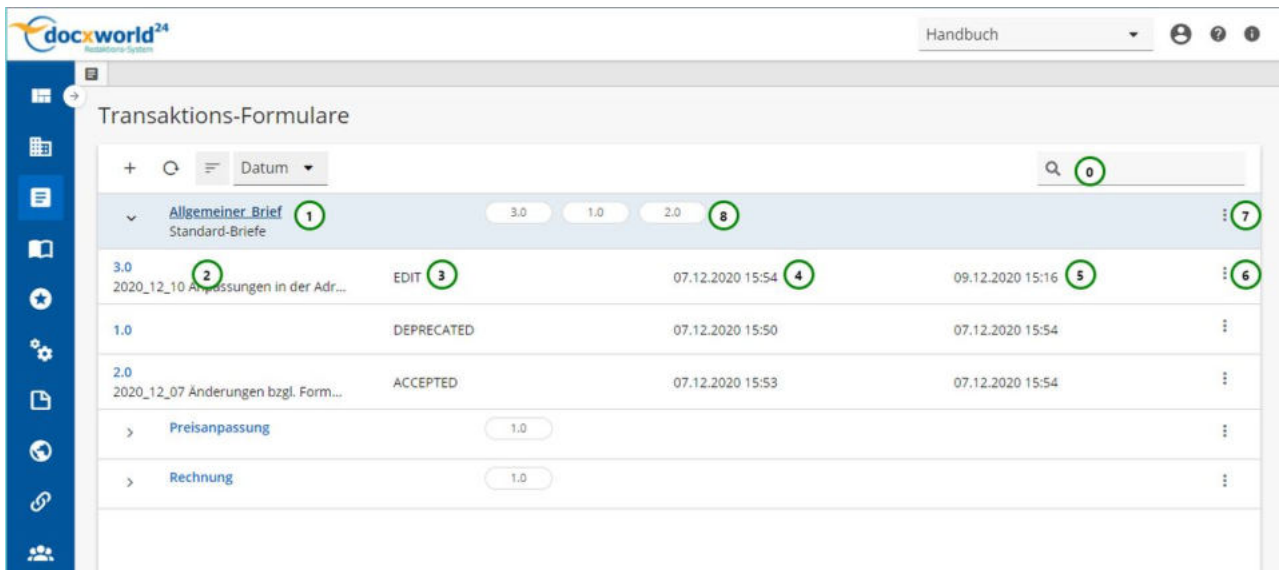 docxworld24
Redaktions-System
Handbuch
Transaktions-Formulare
Datum
0
Allgemeiner Brief 1 3.0 1.0 2.0 8 7
Standard-Briefe
3.0
2 EDIT 3 07.12.2020 15:54 4 09.12.2020 15:16 5 6
2020_12_10 Anpassungen in der Adr...
1.0 DEPRECATED 07.12.2020 15:50 07.12.2020 15:54
2.0
ACCEPTED 07.12.2020 15:53 07.12.2020 15:54
2020_12_07 Änderungen bzgl. Form...
Preisanpassung 1.0
Rechnung 1.0